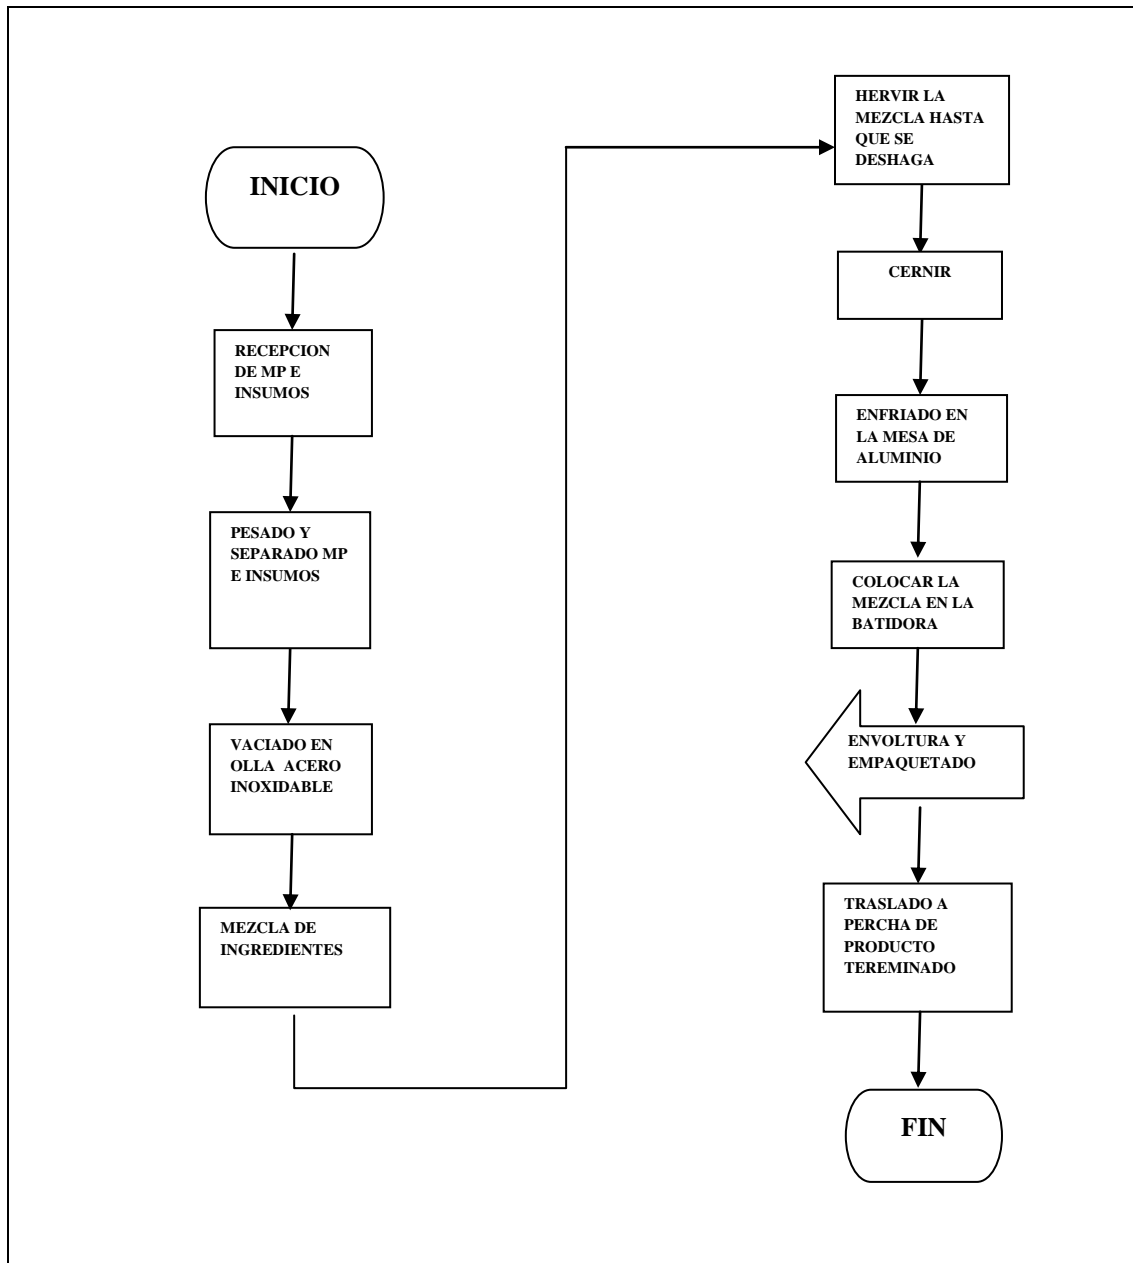 INICIO
RECEPCION
DE MP E
INSUMOS
PESADO Y
SEPARADO MP
E INSUMOS
VACIADO EN
OLLA ACERO
INOXIDABLE
MEZCLA DE
INGREDIENTES
HERVIR LA
MEZCLA HASTA
QUE SE
DESHAGA
CERNIR
ENFRIADO EN
LA MESA DE
ALUMINIO
COLOCAR LA
MEZCLA EN LA
BATIDORA
ENVOLTURA Y
EMPAQUETADO
TRASLADO A
PERCHA DE
PRODUCTO
TEREMINADO
FIN